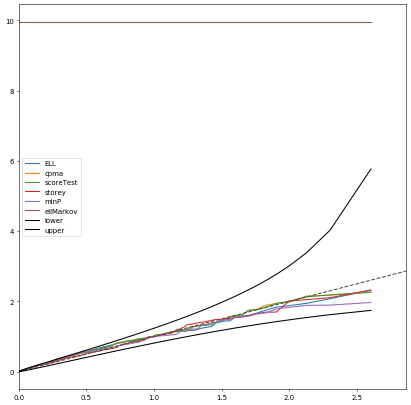 10
8
6
4
2
0
ELL
cpma
scoreTest
storey
minP
ellMarkov
lower
upper
0.0 0.5 1.0 1.5 2.0 2.5